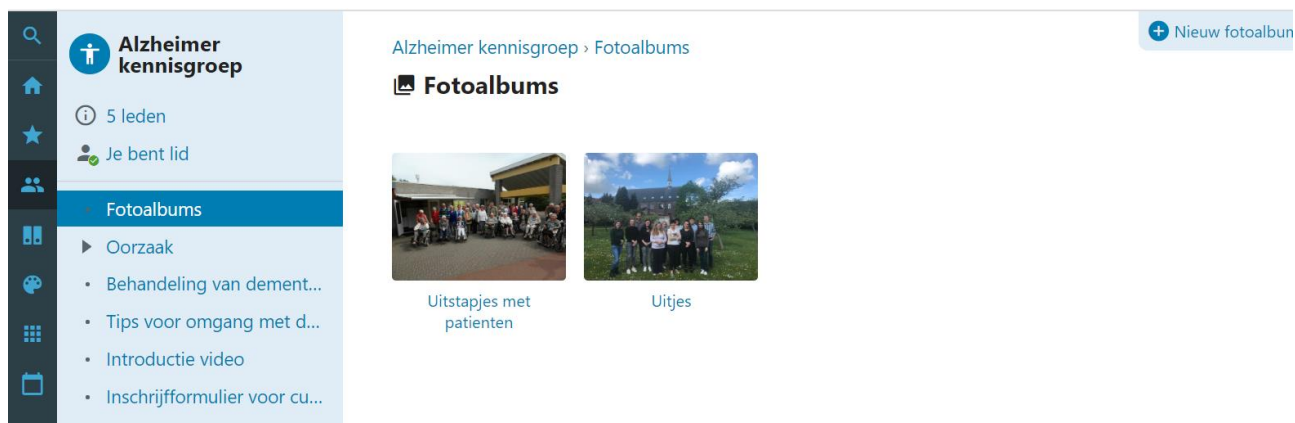 Alzheimer
kennisgroep
5 leden
Je bent lid
Fotoalbums
Oorzaak
Behandeling van dement...
Tips voor omgang met d...
Introductie video
Inschrijfformulier voor cu...
Alzheimer kennisgroep › Fotoalbums
Fotoalbums
Uitstapjes met
patienten
Uitjes
Nieuw fotoalbum